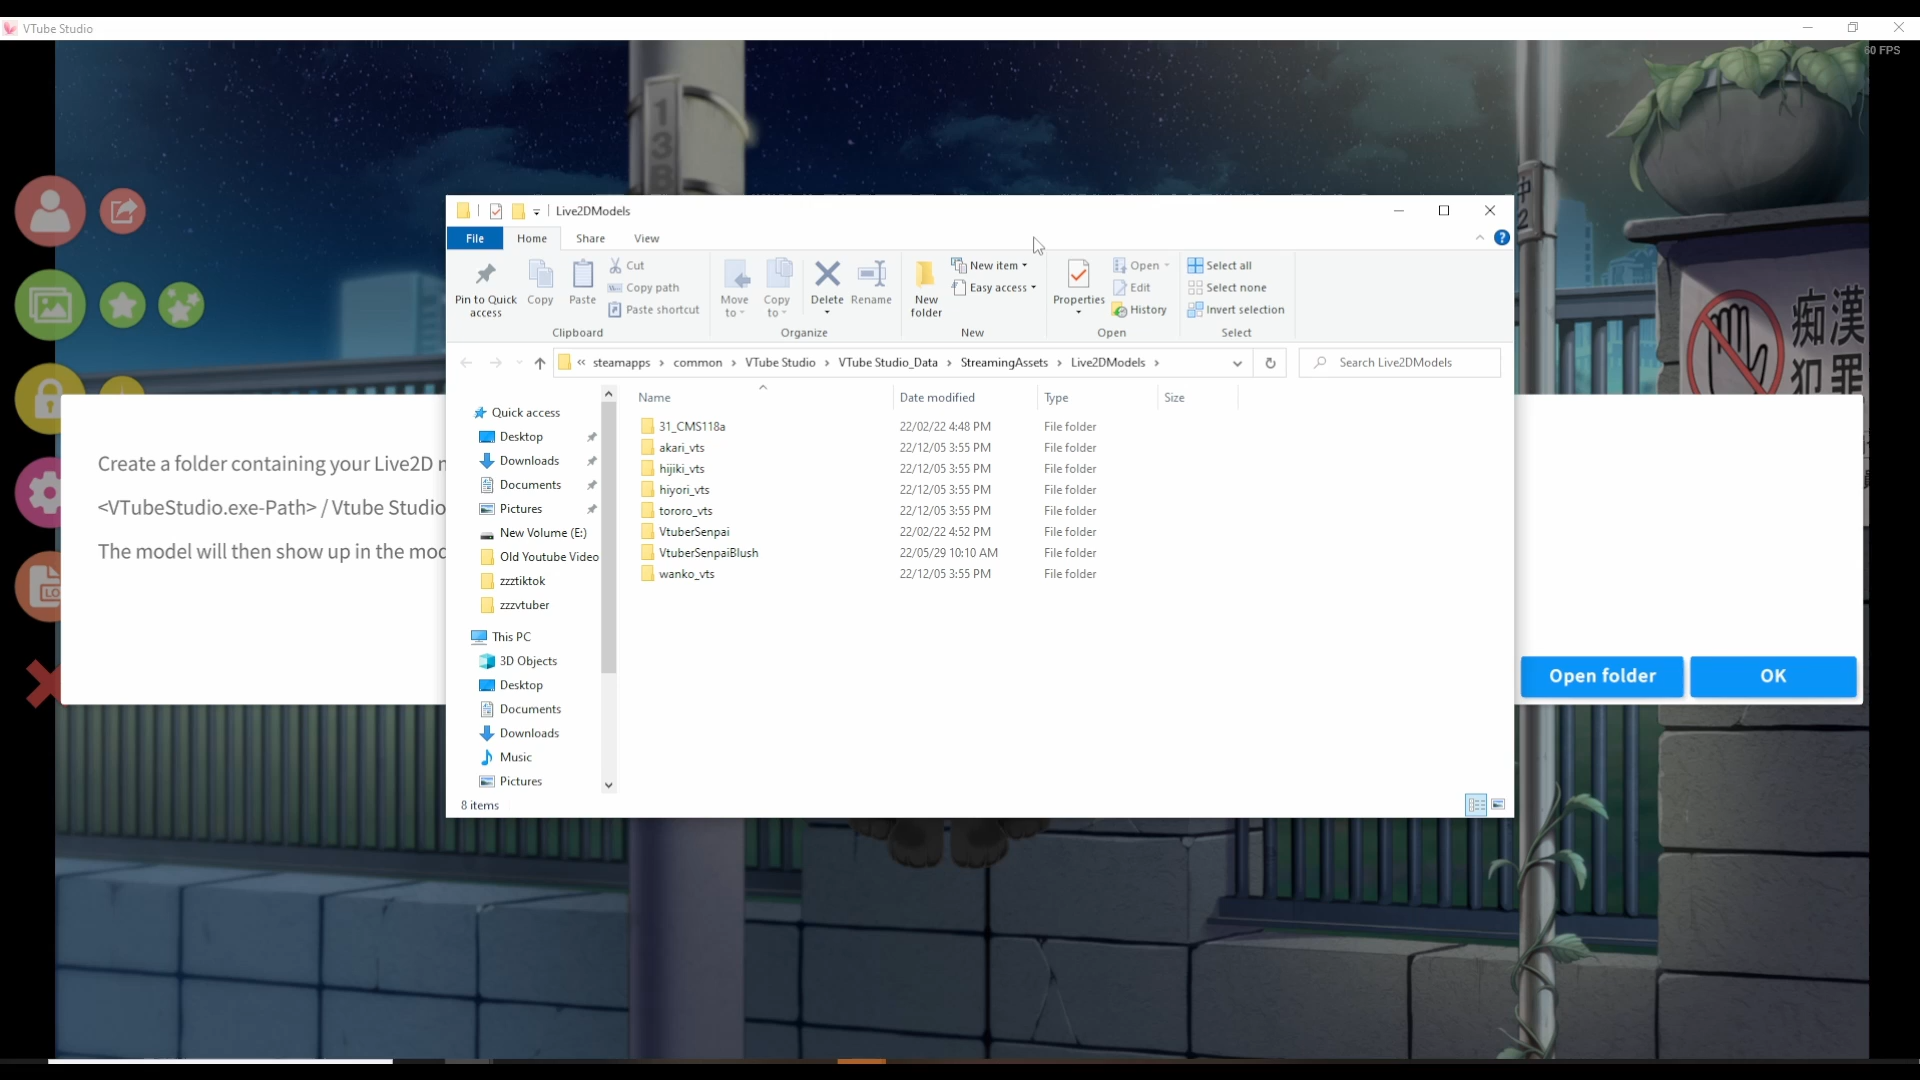 VTube Studio
60 FPS
13B
中
2
痴漢
犯罪
Live2DModels
File Home Share View
Pin to Quick access
Copy
Paste
Cut
Copy path
Paste shortcut
Clipboard
Move to
Copy to
Delete
Rename
Organize
New folder
New item
Easy access
New
Properties
Open
Edit
History
Open
Select all
Select none
Invert selection
Select
« steamapps › common › VTube Studio › VTube Studio_Data › StreamingAssets › Live2DModels ›
Search Live2DModels
Quick access
Desktop
Downloads
Documents
Pictures
New Volume (E:)
Old Youtube Video
zzztiktok
zzzvtuber
This PC
3D Objects
Desktop
Documents
Downloads
Music
Pictures
Name Date modified Type Size
31_CMS118a 22/02/22 4:48 PM File folder
akari_vts 22/12/05 3:55 PM File folder
hijiki_vts 22/12/05 3:55 PM File folder
hiyori_vts 22/12/05 3:55 PM File folder
tororo_vts 22/12/05 3:55 PM File folder
VtuberSenpai 22/02/22 4:52 PM File folder
VtuberSenpaiBlush 22/05/29 10:10 AM File folder
wanko_vts 22/12/05 3:55 PM File folder
8 items
Create a folder containing your Live2D
<VTubeStudio.exe-Path> / Vtube Studio
The model will then show up in the
LO
Open folder
OK